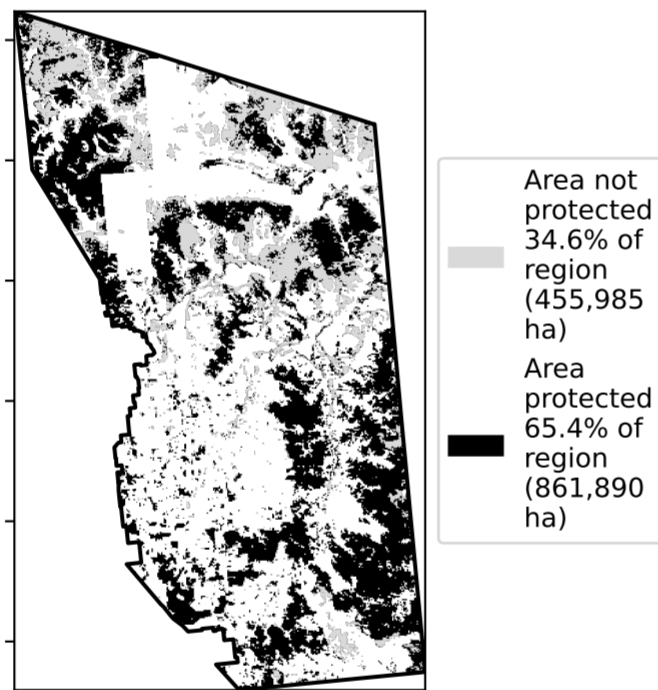 Area not
protected
34.6% of
region
(455,985
ha)
Area
protected
65.4% of
region
(861,890
ha)